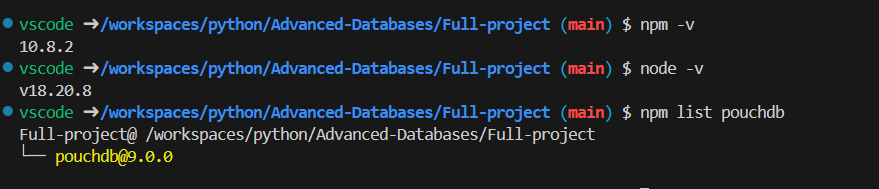 vscode ➜/workspaces/python/Advanced-Databases/Full-project (main) $ npm -v
10.8.2
vscode ➜/workspaces/python/Advanced-Databases/Full-project (main) $ node -v
v18.20.8
vscode ➜/workspaces/python/Advanced-Databases/Full-project (main) $ npm list pouchdb
Full-project@ /workspaces/python/Advanced-Databases/Full-project
└── pouchdb@9.0.0